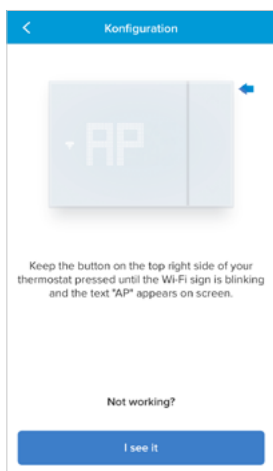 Konfiguration
AP
Keep the button on the top right side of your
thermostat pressed until the Wi-Fi sign is blinking
and the text "AP" appears on screen.
Not working?
I see it